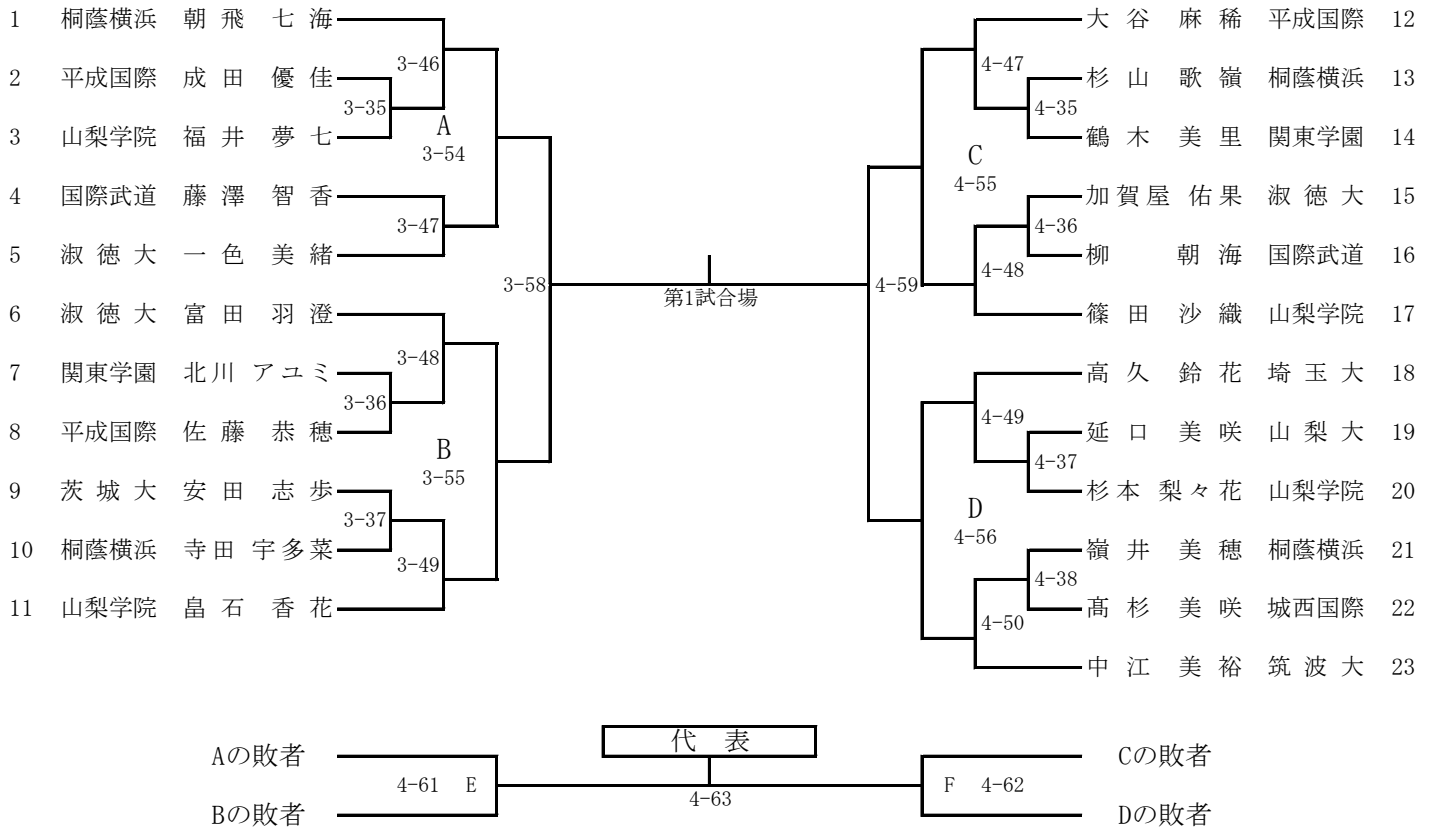 1 桐蔭横浜 朝飛 七海
2 平成国際 成田 優佳
3 山梨学院 福井 夢七
4 国際武道 藤澤 智香
5 淑徳大 一色 美緒
6 淑徳大 富田 羽澄
7 関東学園 北川 アユミ
8 平成国際 佐藤 恭穂
9 茨城大 安田 志歩
10 桐蔭横浜 寺田 宇多菜
11 山梨学院 畠石 香花
3-46
3-35
A
3-54
3-47
3-58
3-48
3-36
B
3-55
3-37
3-49
第1試合場
大谷 麻稀 平成国際 12
杉山 歌嶺 桐蔭横浜 13
鶴木 美里 関東学園 14
加賀屋 佑果 淑徳大 15
柳 朝海 国際武道 16
篠田 沙織 山梨学院 17
高久 鈴花 埼玉大 18
延口 美咲 山梨大 19
杉本 梨々花 山梨学院 20
嶺井 美穂 桐蔭横浜 21
髙杉 美咲 城西国際 22
中江 美裕 筑波大 23
4-47
4-35
C
4-55
4-36
4-48
4-59
4-49
4-37
D
4-56
4-38
4-50
代 表
Aの敗者
4-61 E
Bの敗者
4-63
Cの敗者
F 4-62
Dの敗者